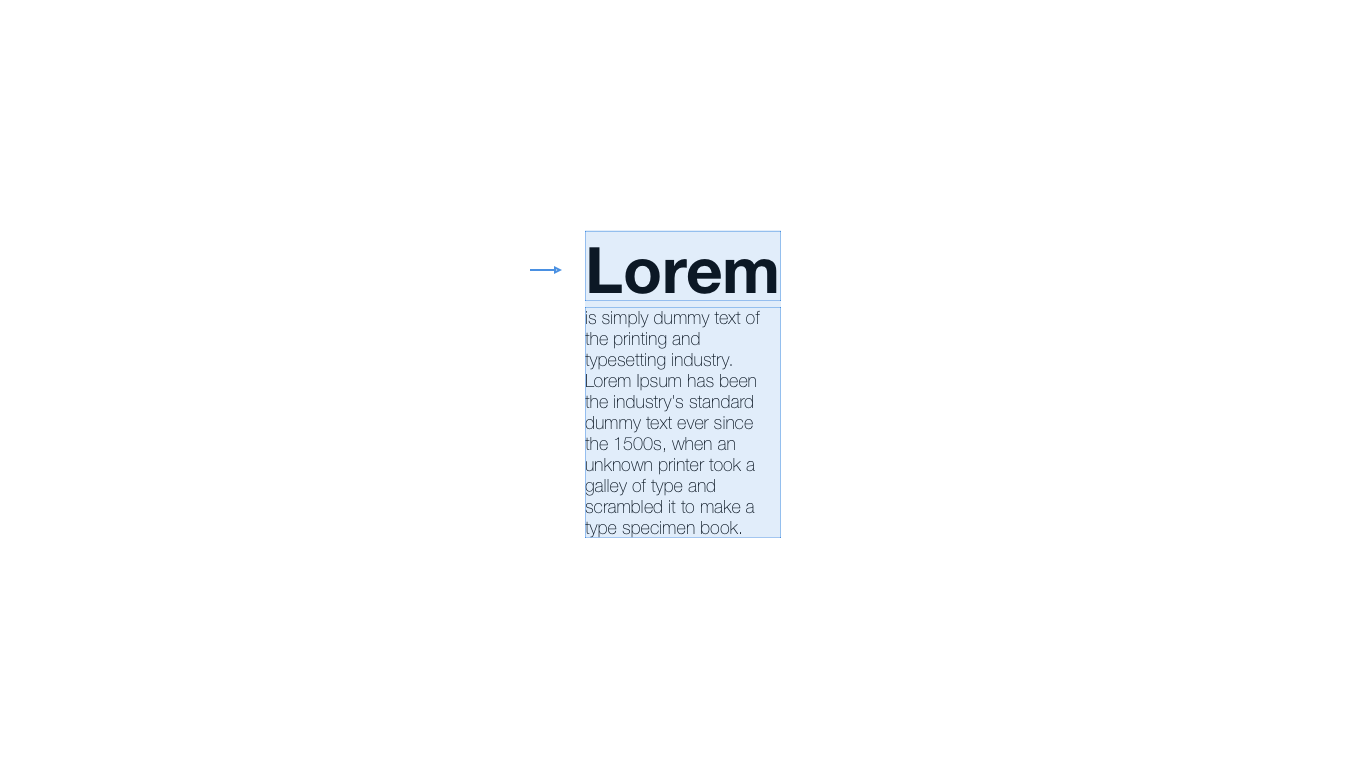 Lorem
is simply dummy text of
the printing and
typesetting industry.
Lorem Ipsum has been
the industry's standard
dummy text ever since
the 1500s, when an
unknown printer took a
galley of type and
scrambled it to make a
type specimen book.